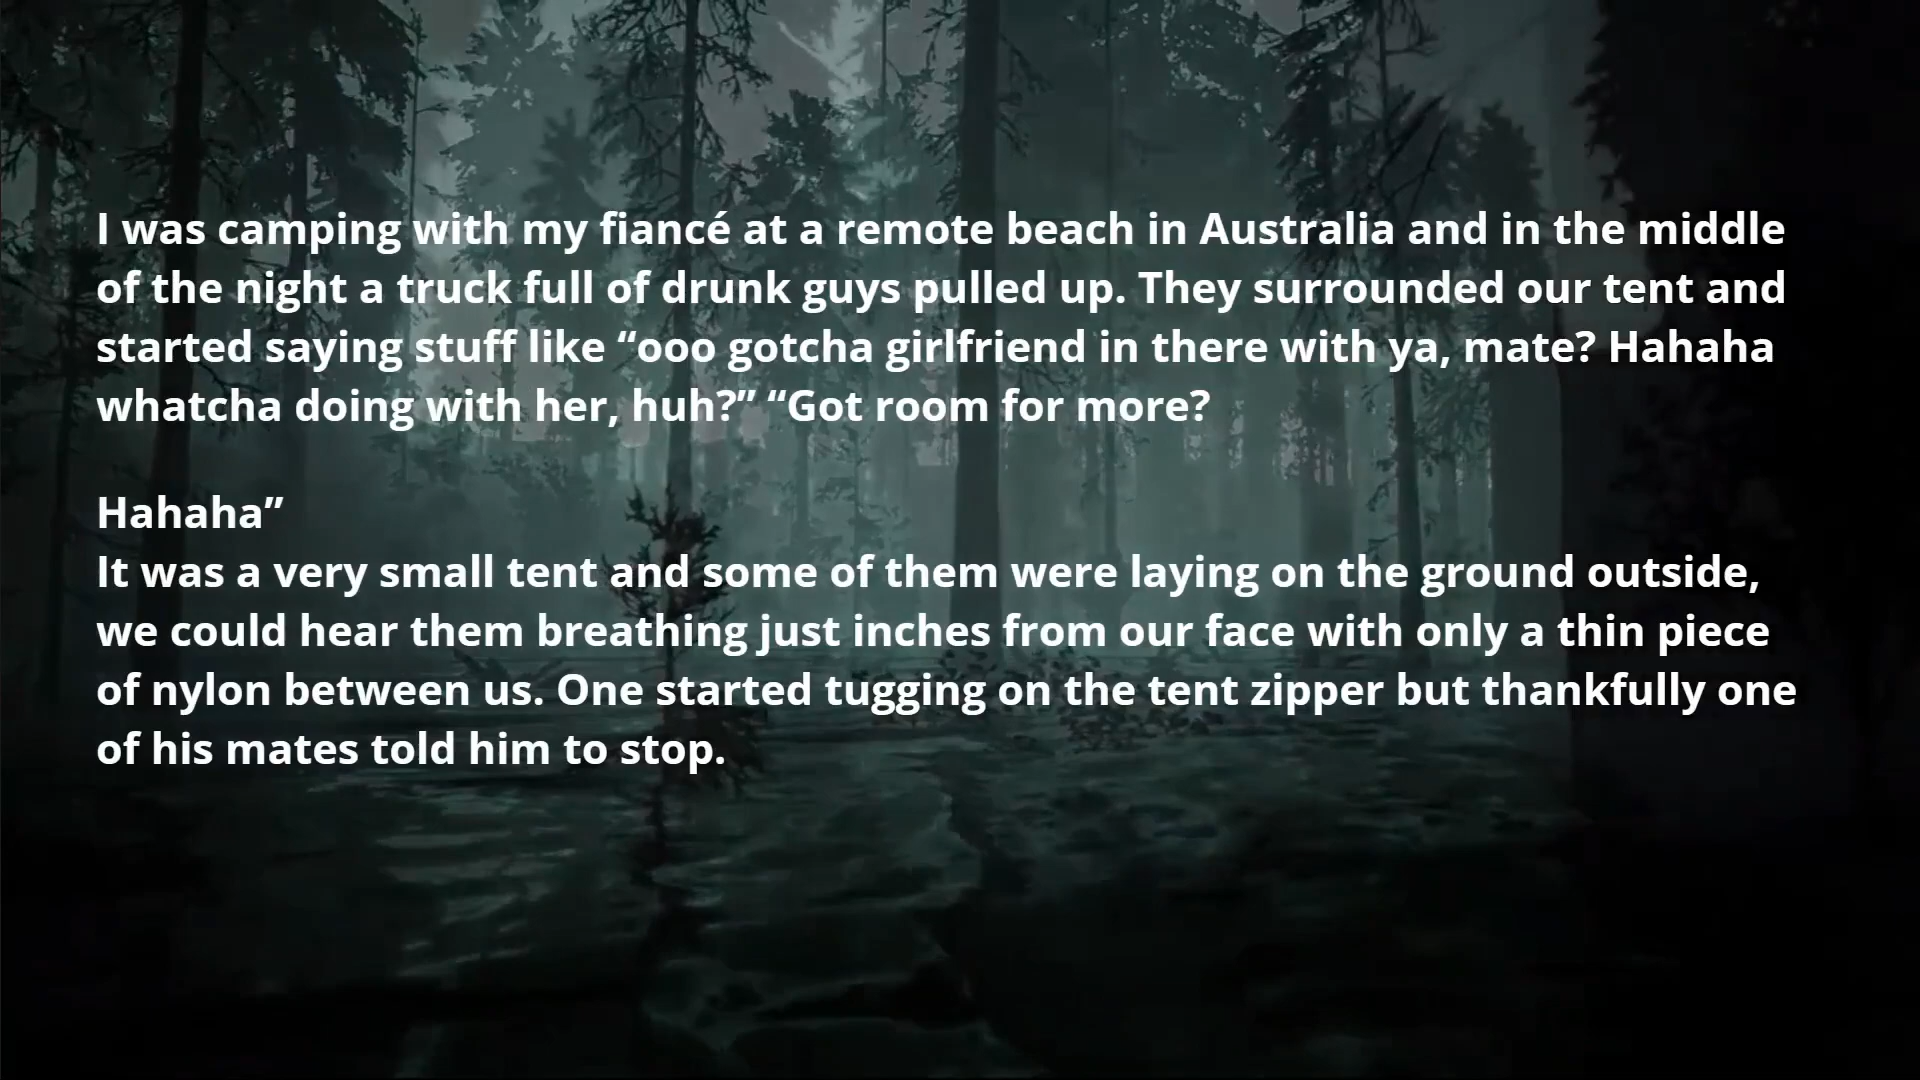 I was camping with my fiancé at a remote beach in Australia and in the middle
of the night a truck full of drunk guys pulled up. They surrounded our tent and
started saying stuff like “ooo gotcha girlfriend in there with ya, mate? Hahaha
whatcha doing with her, huh?” “Got room for more?
Hahaha”
It was a very small tent and some of them were laying on the ground outside,
we could hear them breathing just inches from our face with only a thin piece
of nylon between us. One started tugging on the tent zipper but thankfully one
of his mates told him to stop.